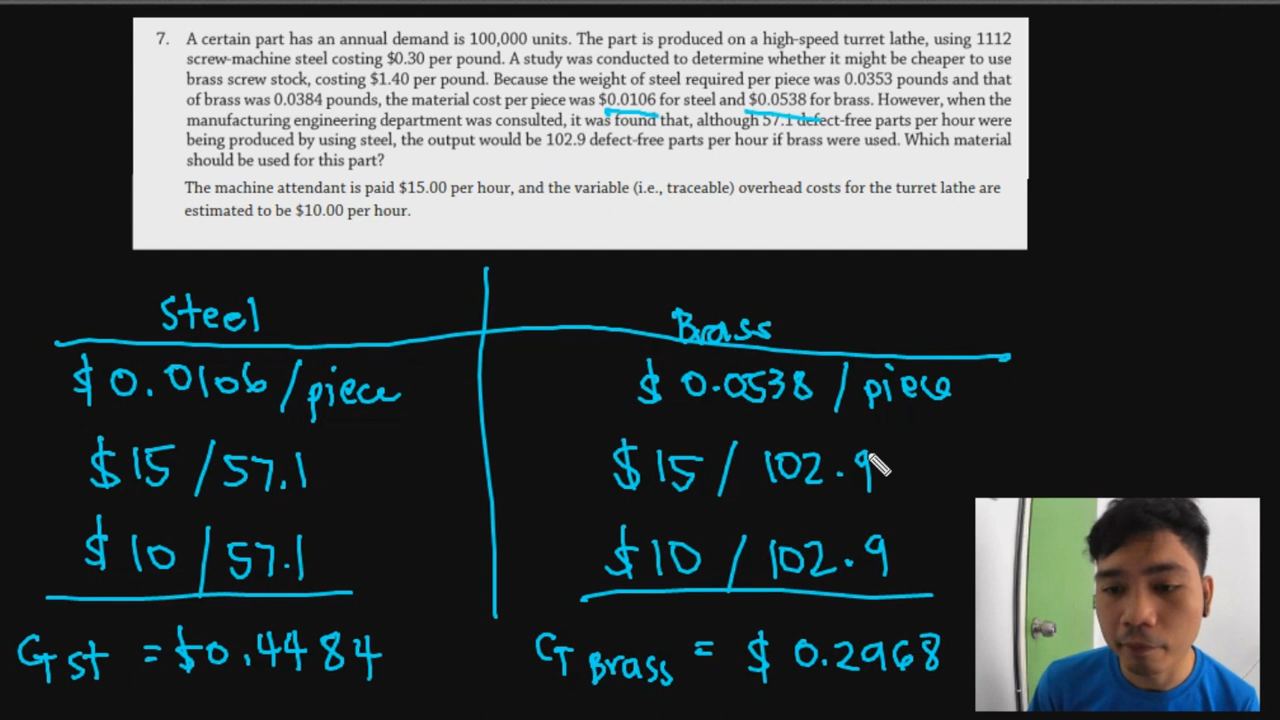 7. A certain part has an annual demand is 100,000 units. The part is produced on a high-speed turret lathe, using 1112
screw-machine steel costing $0.30 per pound. A study was conducted to determine whether it might be cheaper to use
brass screw stock, costing $1.40 per pound. Because the weight of steel required per piece was 0.0353 pounds and that
of brass was 0.0384 pounds, the material cost per piece was $0.0106 for steel and $0.0538 for brass. However, when the
manufacturing engineering department was consulted, it was found that, although 57.1 defect-free parts per hour were
being produced by using steel, the output would be 102.9 defect-free parts per hour if brass were used. Which material
should be used for this part?
The machine attendant is paid $15.00 per hour, and the variable (i.e., traceable) overhead costs for the turret lathe are
estimated to be $10.00 per hour.
Steel
$0.0106/piece
$15/57.1
$10/57.1
CT st = $0.4484
Brass
$0.0538/piece
$15/102.9
$10/102.9
CT Brass = $0.2968